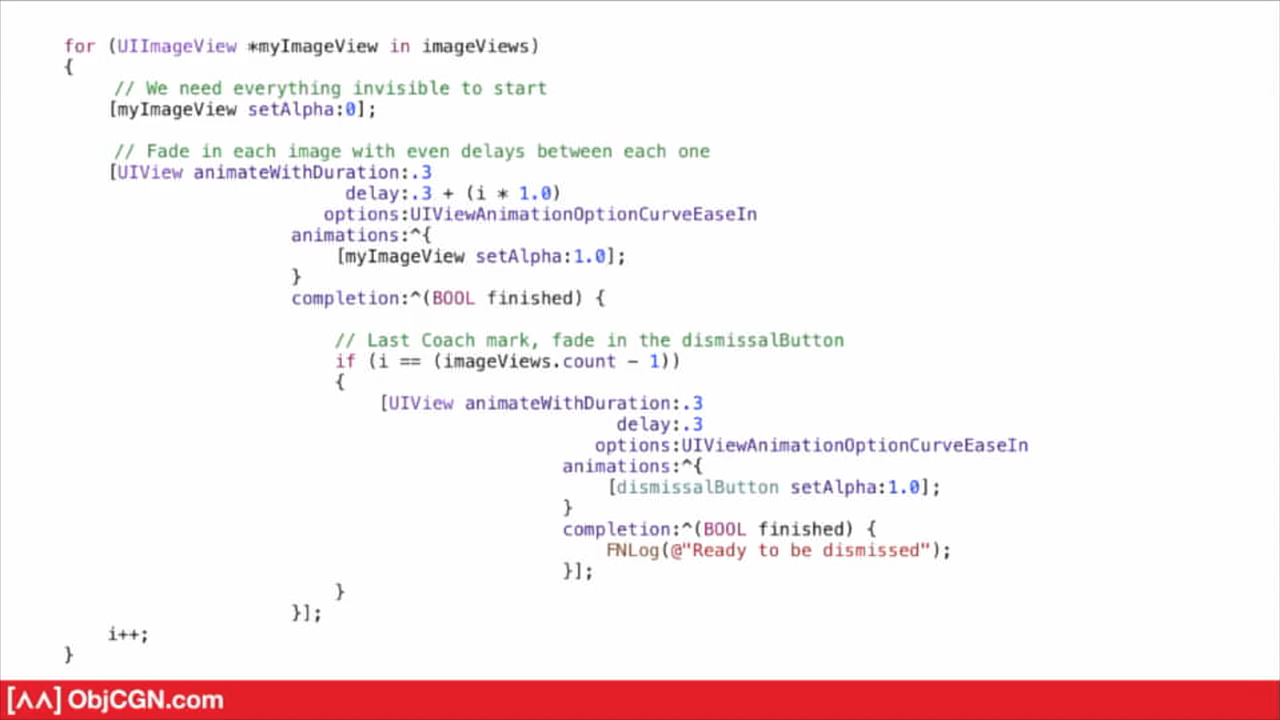 for (UIImageView *myImageView in imageViews)
{
// We need everything invisible to start
[myImageView setAlpha:0];
// Fade in each image with even delays between each one
[UIView animateWithDuration:.3
delay:.3 + (i * 1.0)
options:UIViewAnimationOptionCurveEaseIn
animations:^{
[myImageView setAlpha:1.0];
}
completion:^(BOOL finished) {
// Last Coach mark, fade in the dismissalButton
if (i == (imageViews.count - 1))
{
[UIView animateWithDuration:.3
delay:.3
options:UIViewAnimationOptionCurveEaseIn
animations:^{
[dismissalButton setAlpha:1.0];
}
completion:^(BOOL finished) {
FNLog(@"Ready to be dismissed");
}];
}
}];
i++;
}
[ʌʌ] ObjCGN.com